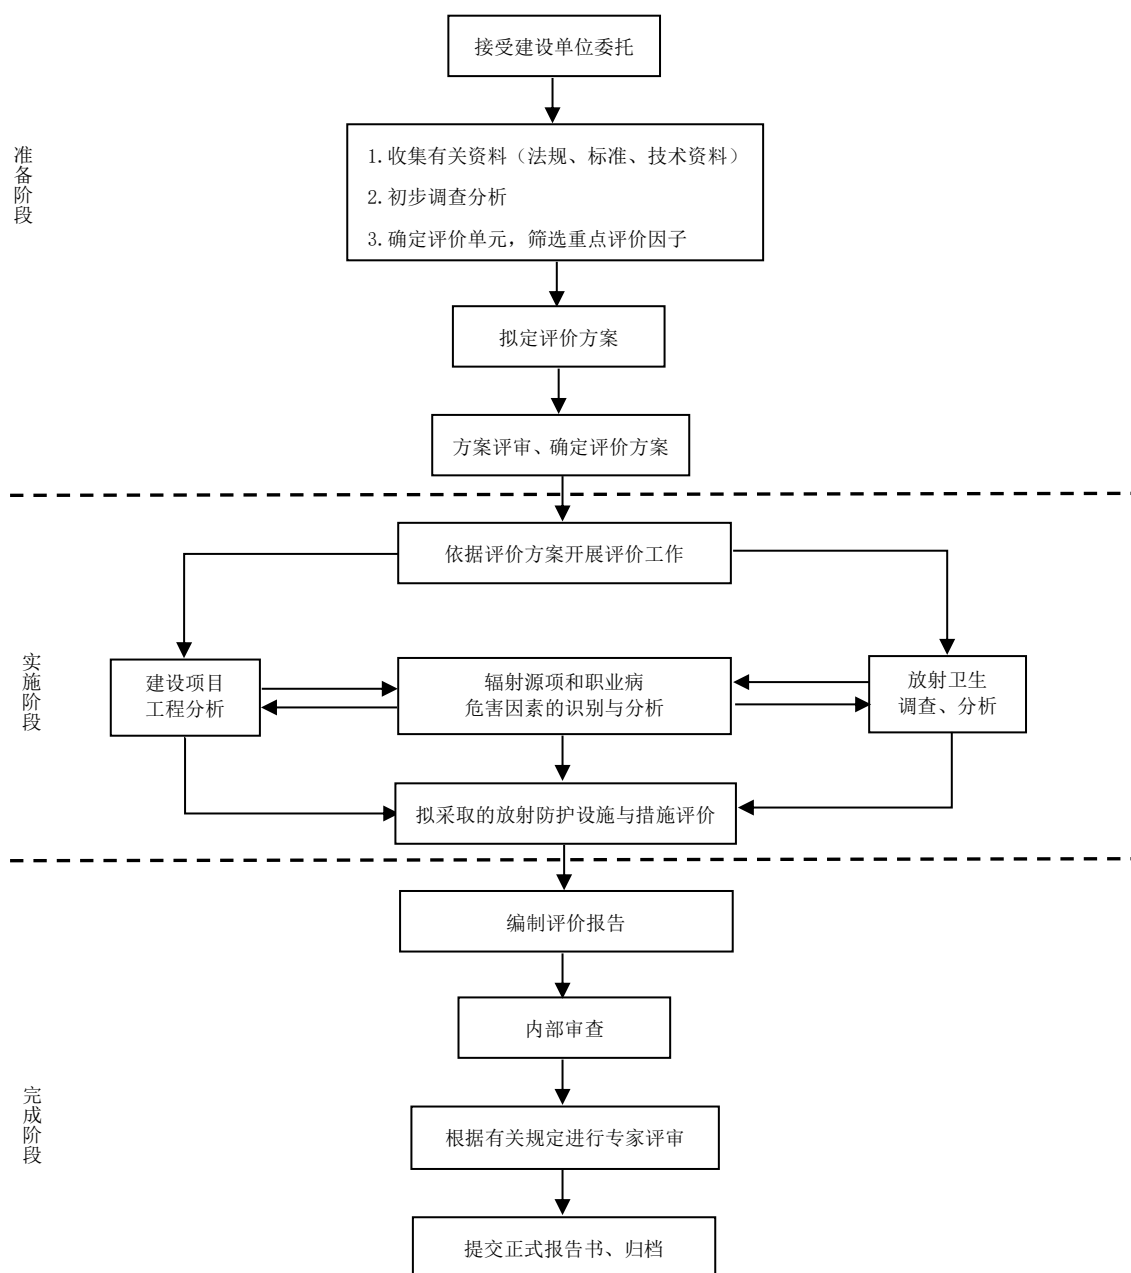 接受建设单位委托
准备阶段
1.收集有关资料（法规、标准、技术资料）
2.初步调查分析
3.确定评价单元，筛选重点评价因子
拟定评价方案
方案评审、确定评价方案
依据评价方案开展评价工作
实施阶段
建设项目
工程分析
辐射源项和职业病
危害因素的识别与分析
放射卫生
调查、分析
拟采取的放射防护设施与措施评价
编制评价报告
内部审查
完成阶段
根据有关规定进行专家评审
提交正式报告书、归档